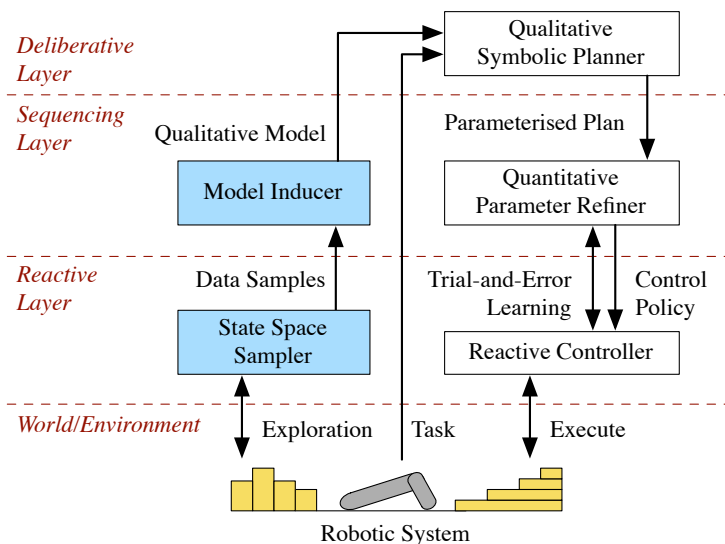 Deliberative
Layer
Qualitative
Symbolic Planner
Sequencing
Layer
Qualitative Model
Parameterised Plan
Model Inducer
Quantitative
Parameter Refiner
Reactive
Layer
Data Samples
Trial-and-Error
Learning
Control
Policy
State Space
Sampler
Reactive Controller
World/Environment
Exploration
Task
Execute
Robotic System